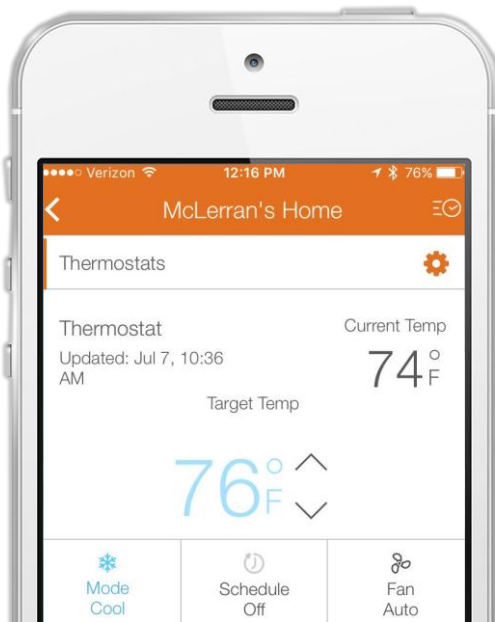 Verizon 12:16 PM 76%
McLerran's Home
Thermostats
Thermostat
Updated: Jul 7, 10:36
AM
Current Temp
74°F
Target Temp
76°F
Mode
Cool
Schedule
Off
Fan
Auto